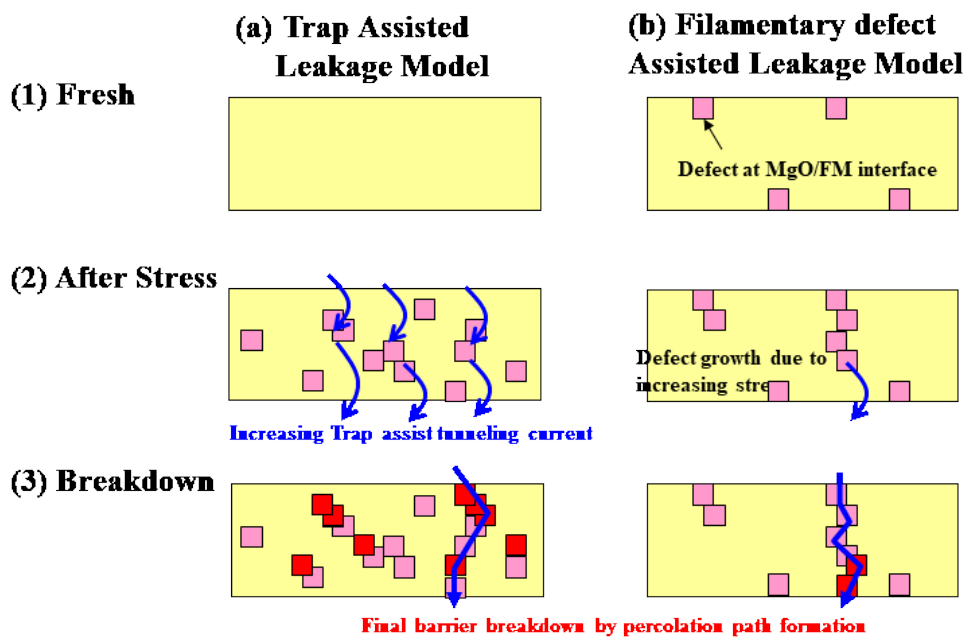 (a) Trap Assisted
Leakage Model
(b) Filamentary defect
Assisted Leakage Model
(1) Fresh
Defect at MgO/FM interface
(2) After Stress
Defect growth due to
increasing stre
Increasing Trap assist tunneling current
(3) Breakdown
Final barrier breakdown by percolation path formation